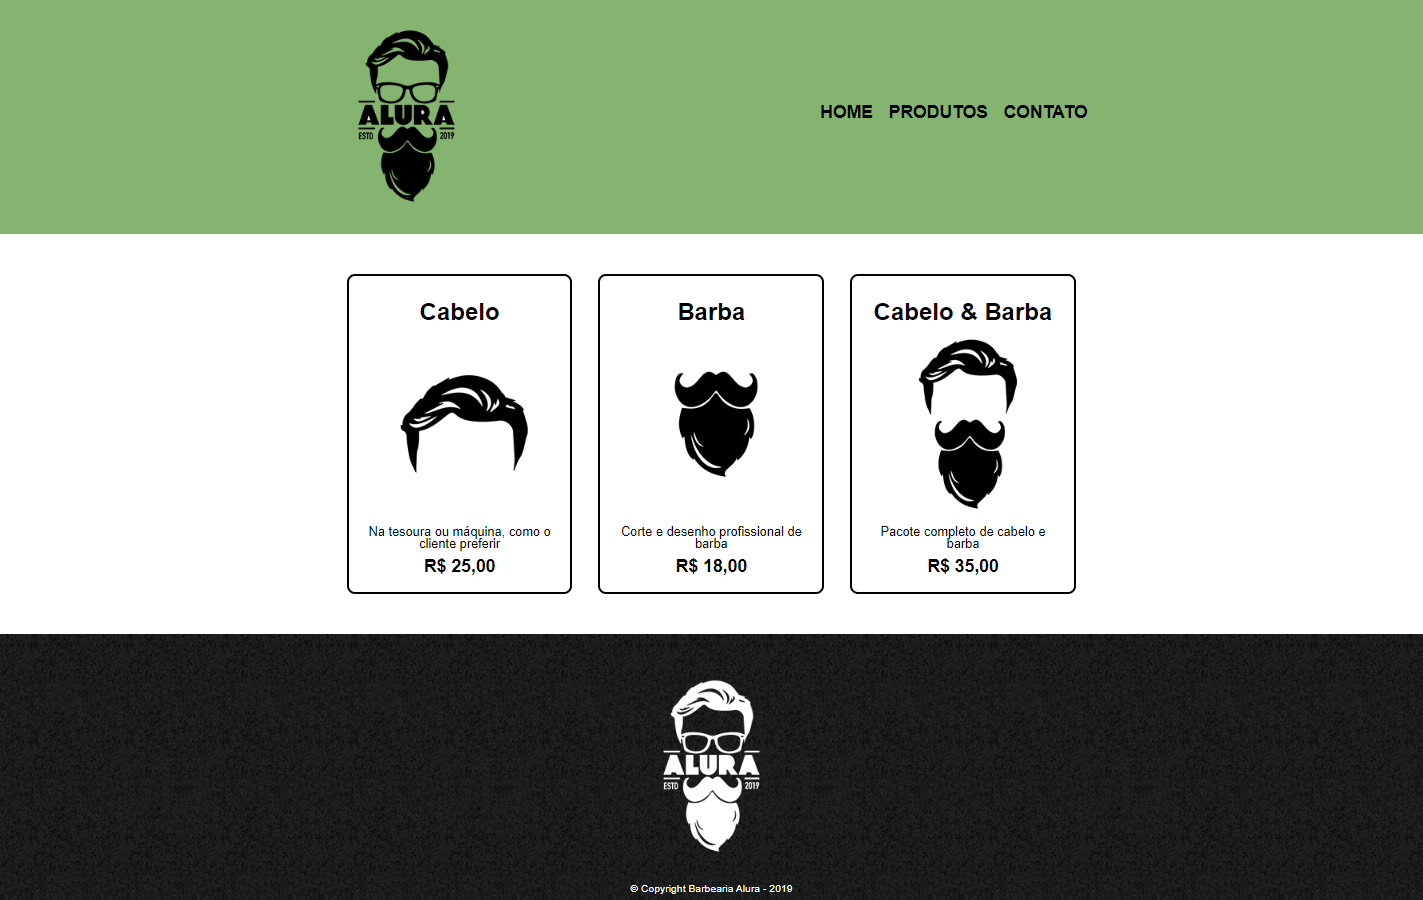 ALURA
ESTD 2019
HOME PRODUTOS CONTATO
Cabelo
Na tesoura ou máquina, como o
cliente preferir
R$ 25,00
Barba
Corte e desenho profissional de
barba
R$ 18,00
Cabelo & Barba
Pacote completo de cabelo e
barba
R$ 35,00
ALURA
ESTD 2019
© Copyright Barbearia Alura - 2019